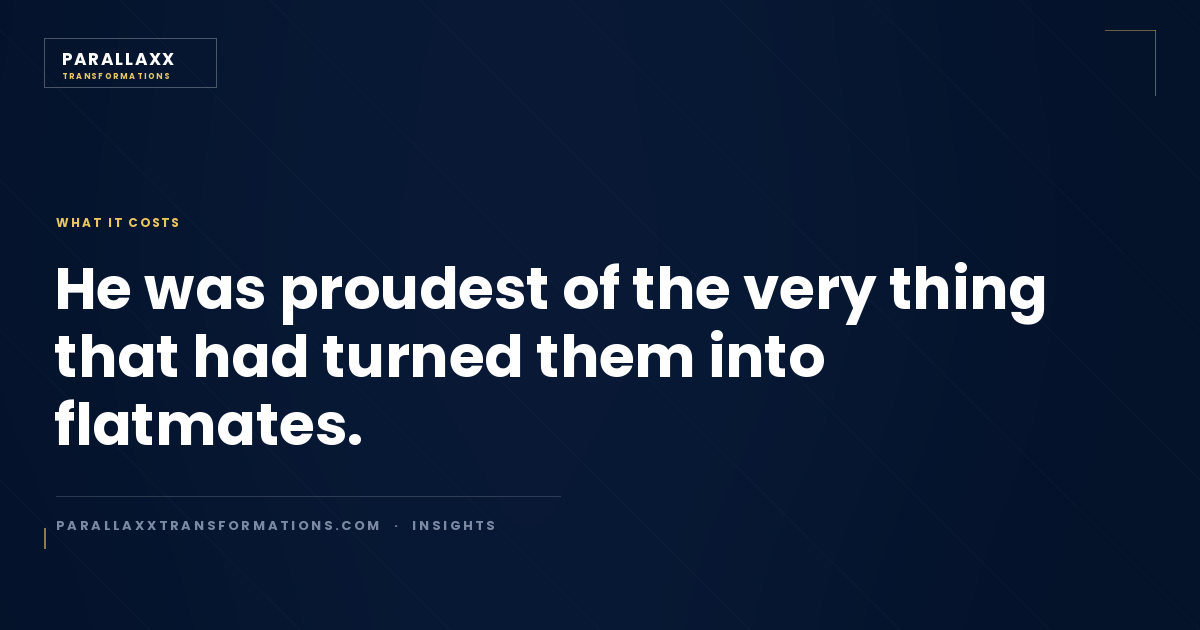 PARALLAXX
TRANSFORMATIONS
WHAT IT COSTS
He was proudest of the very thing
that had turned them into
flatmates.
PARALLAXXTRANSFORMATIONS.COM · INSIGHTS